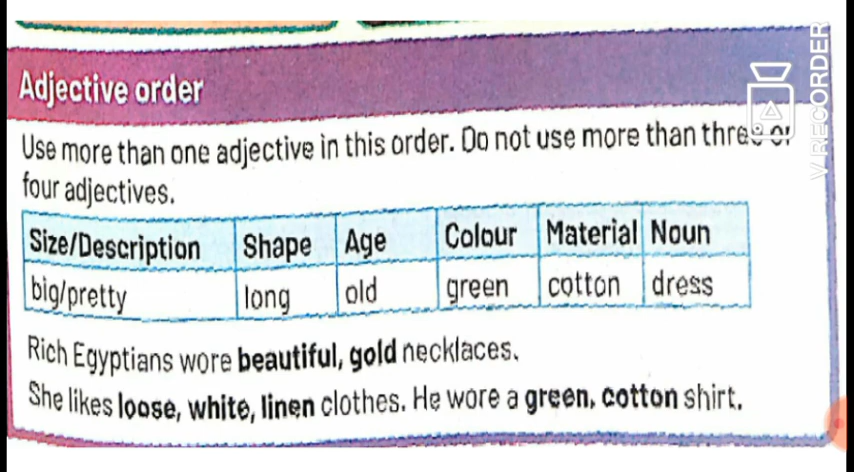 Adjective order
Use more than one adjective in this order. Do not use more than three or
four adjectives.
Size/Description Shape Age Colour Material Noun
big/pretty long old green cotton dress
Rich Egyptians wore beautiful, gold necklaces.
She likes loose, white, linen clothes. He wore a green, cotton shirt.
V RECORDER